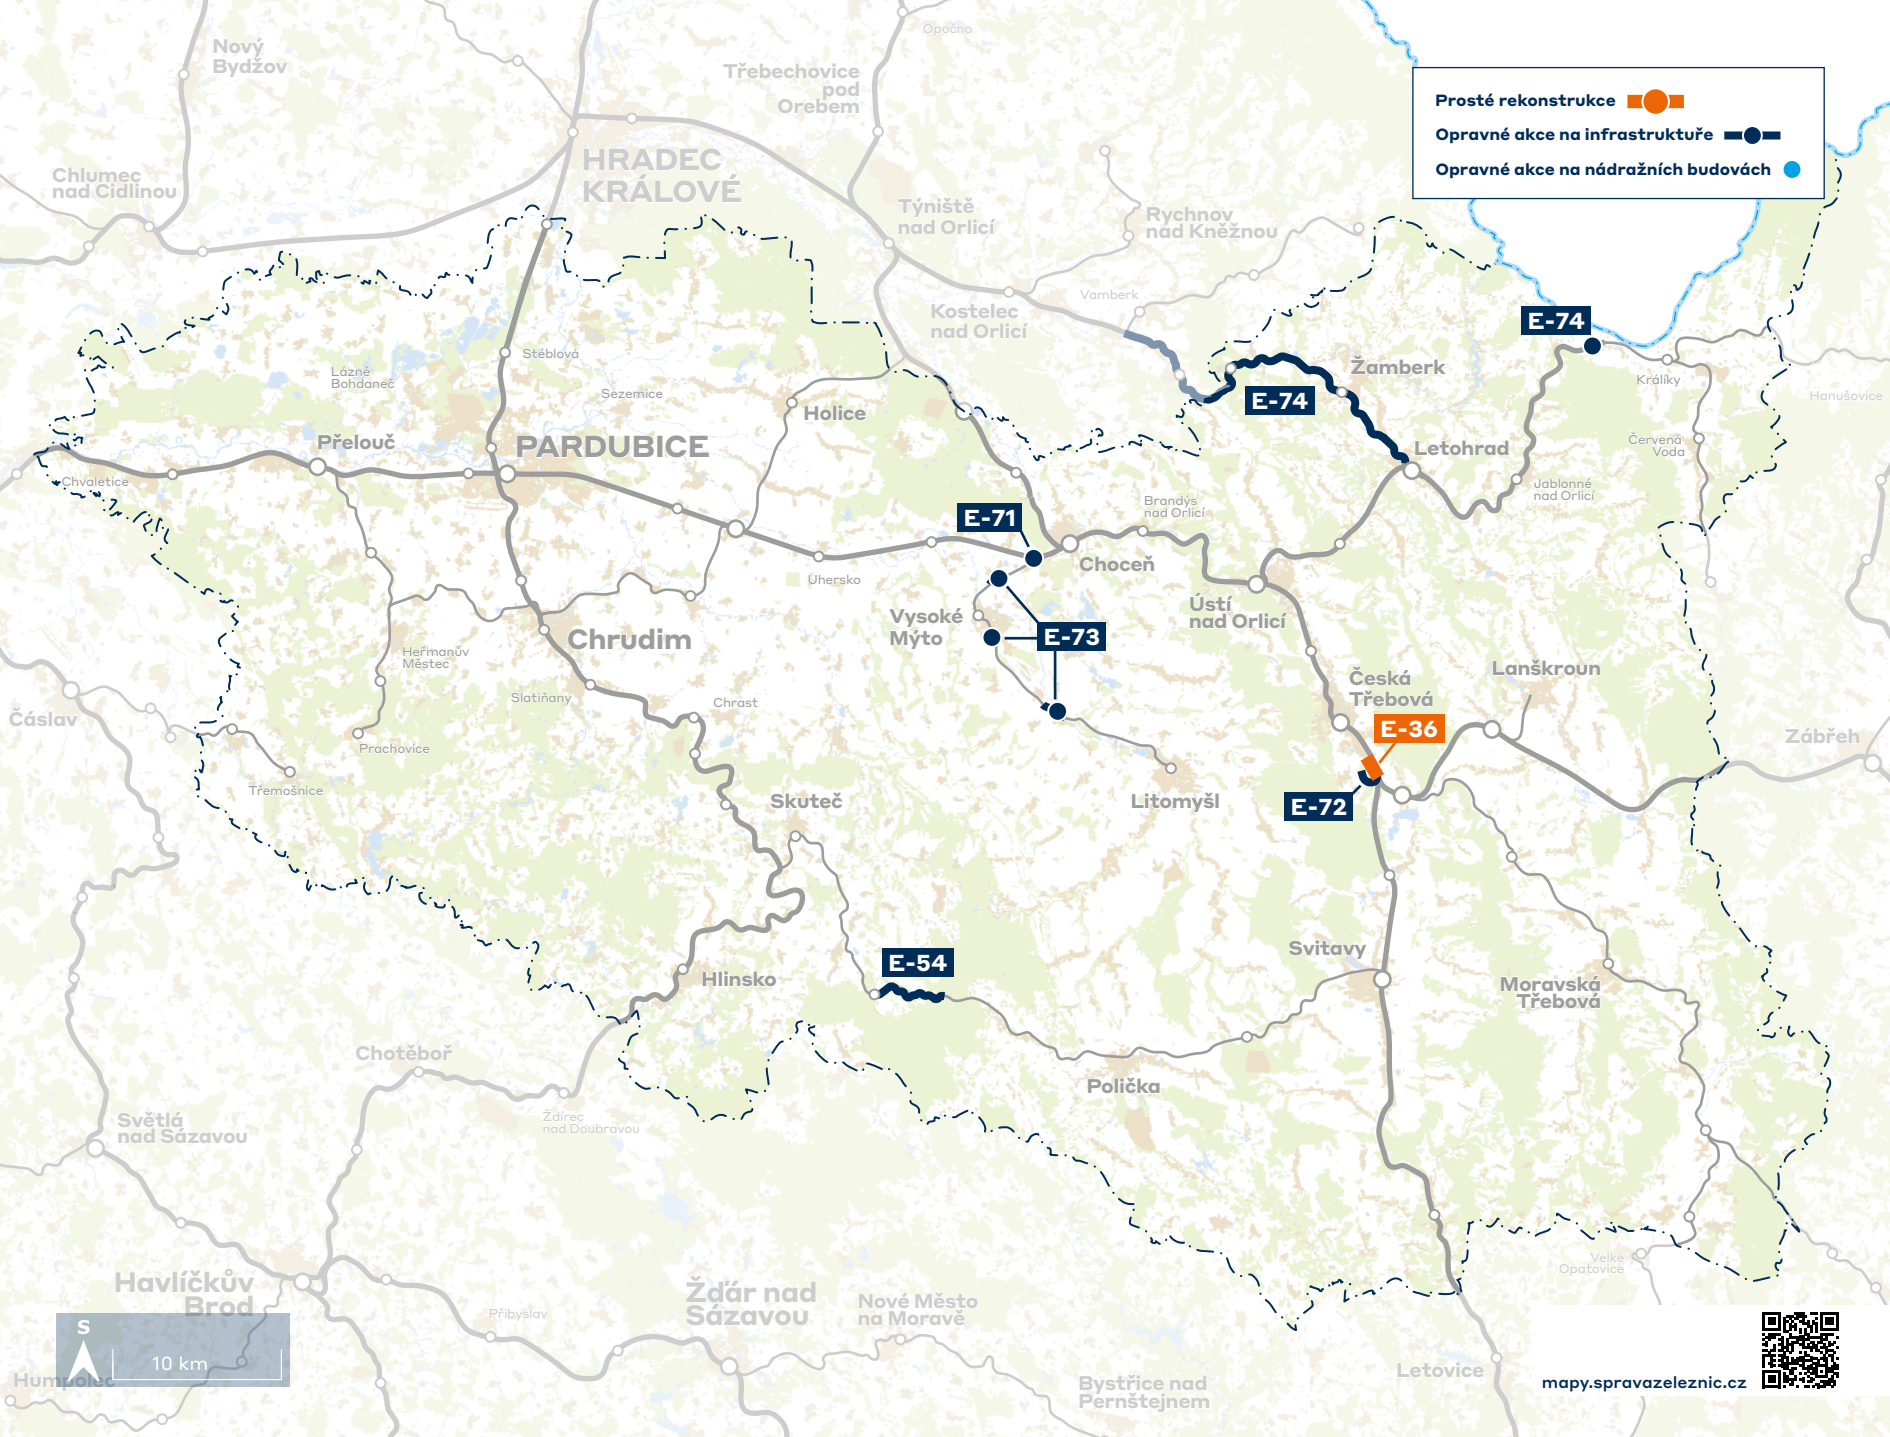 Opočno
Nový
Bydžov
Třebechovice
pod
Orebem
Prosté rekonstrukce
Opravné akce na infrastruktuře
Opravné akce na nádražních budovách
HRADEC
KRÁLOVÉ
Chlumec
nad Cidlinou
Týniště
nad Orlicí
Rychnov
nad Kněžnou
Vamberk
Kostelec
nad Orlicí
E-74
Stéblová
Žamberk
Lázně
Bohdaneč
Králíky
Sezemice
Hanušovice
E-74
Holice
Přelouč
PARDUBICE
Letohrad
Červená
Voda
Chvaletice
Jablonné
nad Orlicí
Brandýs
nad Orlicí
E-71
Choceň
Uhersko
Ústí
nad Orlicí
Vysoké
Mýto
E-73
Chrudim
Heřmanův
Městec
Lanškroun
Česká
Třebová
Slatiňany
Chrast
Čáslav
E-36
Zábřeh
Prachovice
Třemošnice
Skuteč
Litomyšl
E-72
Svitavy
E-54
Hlinsko
Moravská
Třebová
Chotěboř
Polička
Světlá
nad Sázavou
Ždírec
nad Doubravou
Velké
Opatovice
Havlíčkův
Brod
Žďár nad
Sázavou
Nové Město
na Moravě
Přibyslav
S
10 km
Humpolec
Letovice
Bystřice nad
Pernštejnem
mapy.spravazeleznic.cz